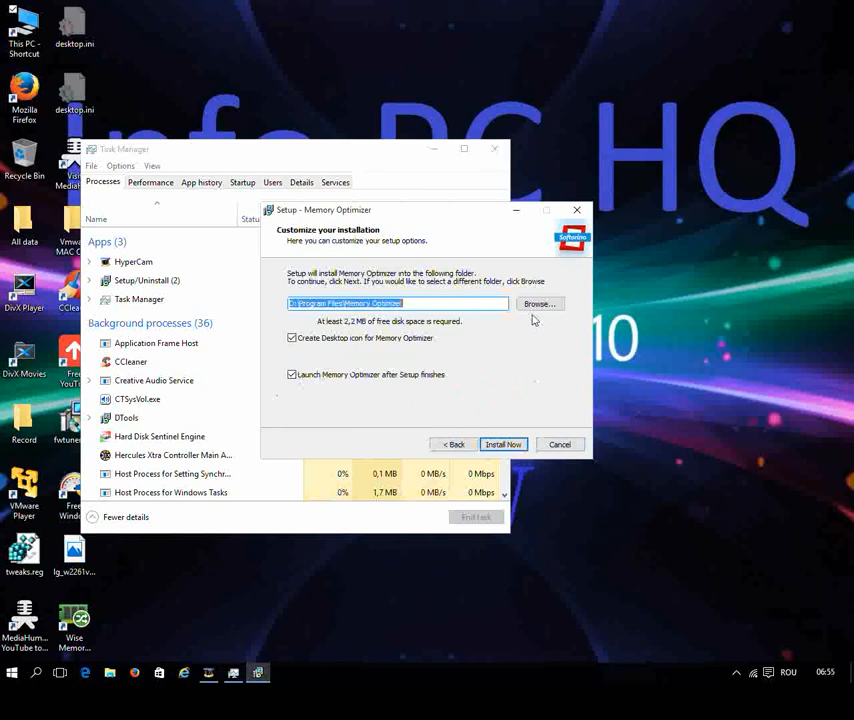 This PC -
Shortcut
desktop.ini
Mozilla
Firefox
desktop.ini
Info PC HQ
10
Recycle Bin
All data
DivX Player
DivX Movies
Free
Record
VMware
Player
Free
tweaks.reg
lg_w2261v...
MediaHum...
YouTube to...
Wise
Memor...
Task Manager
File Options View
Processes Performance App history Startup Users Details Services
Name
Statu
Apps (3)
HyperCam
Setup/Uninstall (2)
Task Manager
Background processes (36)
Application Frame Host
CCleaner
Creative Audio Service
CTSysVol.exe
DTools
Hard Disk Sentinel Engine
Hercules Xtra Controller Main A...
Host Process for Setting Synchr... 0% 0,1 MB 0 MB/s 0 Mbps
Host Process for Windows Tasks 0% 1,7 MB 0 MB/s 0 Mbps
Fewer details
End task
Setup - Memory Optimizer
Customize your installation
Here you can customize your setup options.
Softorino
Setup will install Memory Optimizer into the following folder.
To continue, click Next. If you would like to select a different folder, click Browse
D:\Program Files\Memory Optimizer
Browse...
At least 2,2 MB of free disk space is required.
Create Desktop icon for Memory Optimizer
Launch Memory Optimizer after Setup finishes
< Back
Install Now
Cancel
ROU
06:55